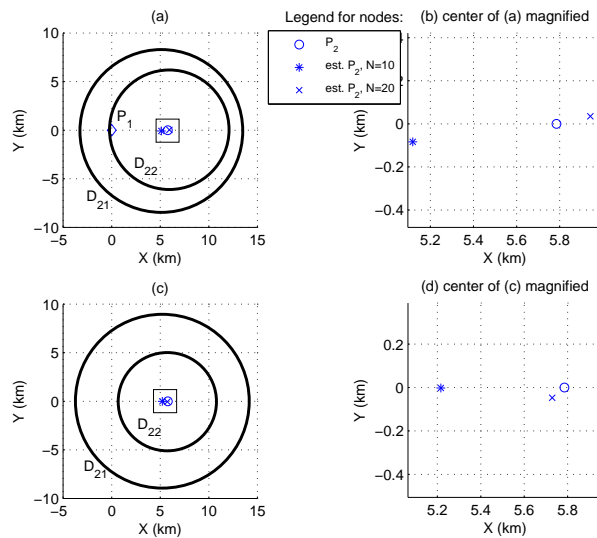 (a)
Legend for nodes:
(b) center of (a) magnified
P2
est. P2, N=10
est. P2, N=20
10
5
0
−5
−10
Y (km)
P1
D22
D21
−5
0
5
10
15
X (km)
0.4
0.2
0
−0.2
−0.4
Y (km)
5.2
5.4
5.6
5.8
X (km)
(c)
(d) center of (c) magnified
10
5
0
−5
−10
Y (km)
D22
D21
−5
0
5
10
15
X (km)
0.2
0
−0.2
−0.4
Y (km)
5.2
5.4
5.6
5.8
X (km)